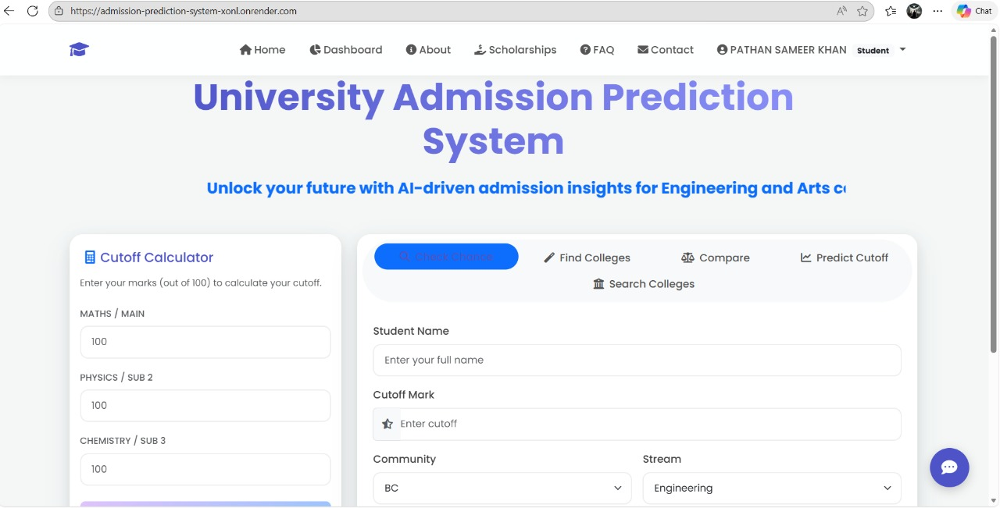 https://admission-prediction-system-xonl.onrender.com
Chat
Home Dashboard About Scholarships FAQ Contact PATHAN SAMEER KHAN Student
University Admission Prediction
System
Unlock your future with AI-driven admission insights for Engineering and Arts c
Cutoff Calculator
Enter your marks (out of 100) to calculate your cutoff.
MATHS / MAIN
100
PHYSICS / SUB 2
100
CHEMISTRY / SUB 3
100
Check Chance Find Colleges Compare Predict Cutoff
Search Colleges
Student Name
Enter your full name
Cutoff Mark
Enter cutoff
Community Stream
BC Engineering